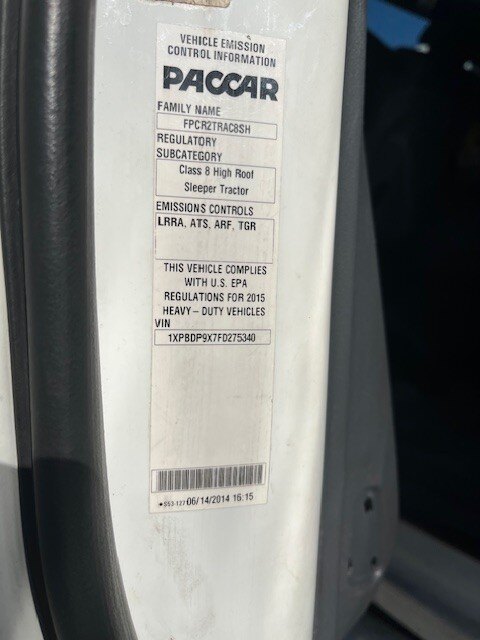 VEHICLE EMISSION
CONTROL INFORMATION
PACCAR
FAMILY NAME
FPCR2TRAC8SH
REGULATORY
SUBCATEGORY
Class 8 High Roof
Sleeper Tractor
EMISSIONS CONTROLS
LRRA, ATS, ARF, TGR
THIS VEHICLE COMPLIES
WITH U.S. EPA
REGULATIONS FOR 2015
HEAVY - DUTY VEHICLES
VIN
1XPBDP9X7FD275340
S53-127 06/14/2014 16:15